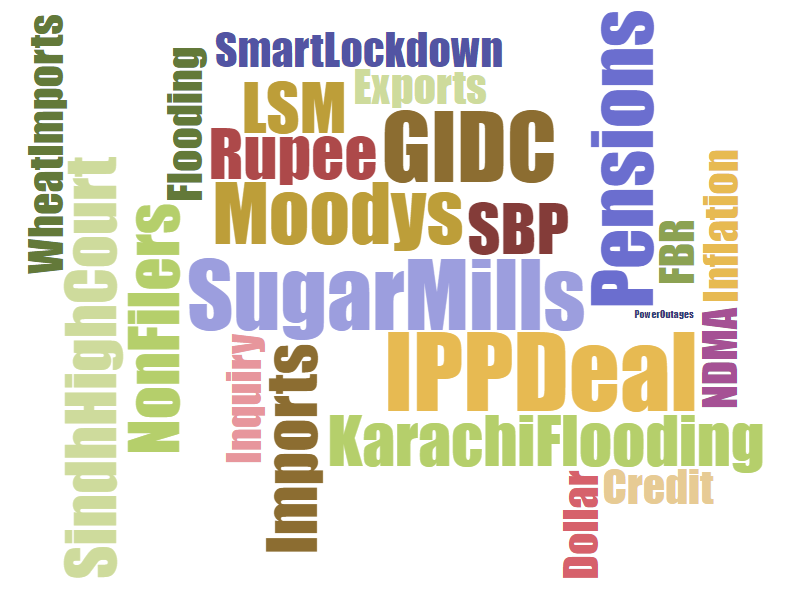 WheatImports
SmartLockdown
Flooding
Exports
LSM
GIDC
Rupee
Moodys
SBP
Pensions
FBR
Inflation
SindhHighCourt
NonFilers
SugarMills
PowerOutages
NDMA
IPPDeal
Inquiry
Imports
KarachiFlooding
Dollar
Credit